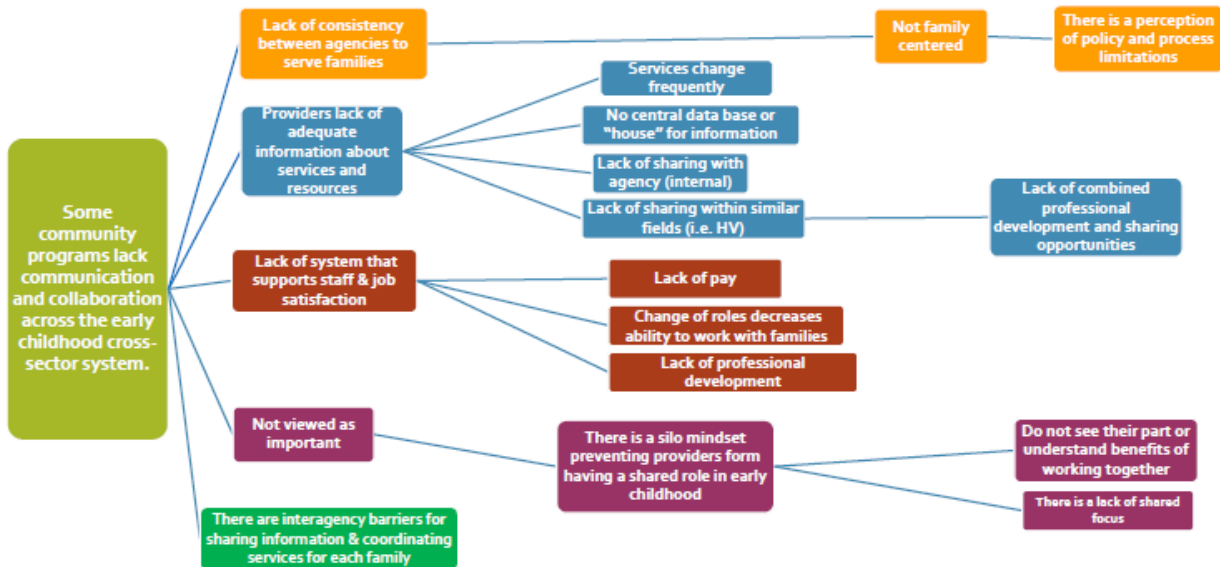 Some
community
programs lack
communication
and collaboration
across the early
childhood cross-
sector system.
Lack of consistency
between agencies to
serve families
Not family
centered
There is a perception
of policy and process
limitations
Providers lack of
adequate
information about
services and
resources
Services change
frequently
No central data base or
"house" for information
Lack of sharing with
agency (internal)
Lack of sharing within similar
fields (i.e. HV)
Lack of combined
professional
development and sharing
opportunities
Lack of system that
supports staff & job
satisfaction
Lack of pay
Change of roles decreases
ability to work with families
Lack of professional
development
Not viewed as
important
There is a silo mindset
preventing providers form
having a shared role in early
childhood
Do not see their part or
understand benefits of
working together
There is a lack of shared
focus
There are interagency barriers for
sharing information & coordinating
services for each family